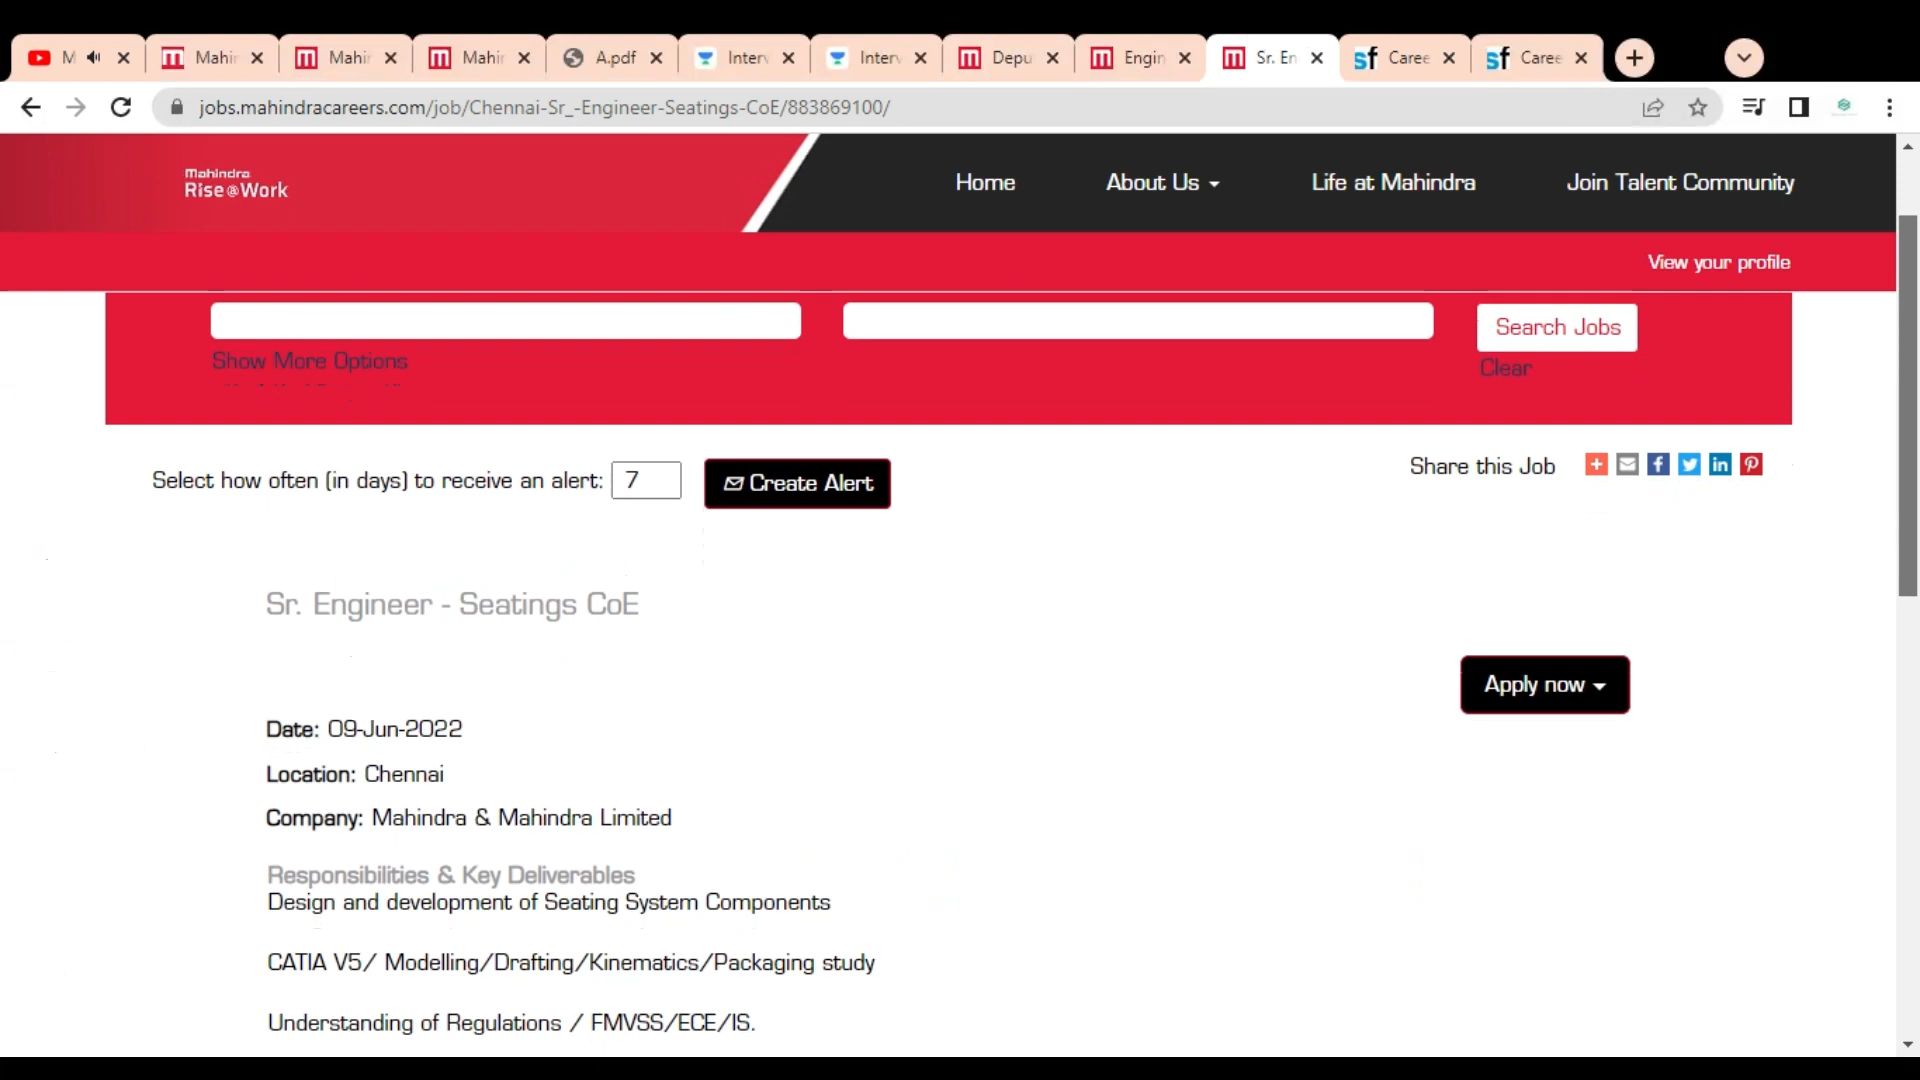 M
Mahin
Mahin
Mahin
A.pdf
Interv
Interv
Depu
Engin
Sr. En
Caree
Caree
jobs.mahindracareers.com/job/Chennai-Sr_-Engineer-Seatings-CoE/883869100/
Mahindra
Rise@Work
Home
About Us
Life at Mahindra
Join Talent Community
View your profile
Search Jobs
Show More Options
Clear
Select how often (in days) to receive an alert: 7
Create Alert
Share this Job
Sr. Engineer - Seatings CoE
Apply now
Date: 09-Jun-2022
Location: Chennai
Company: Mahindra & Mahindra Limited
Responsibilities & Key Deliverables
Design and development of Seating System Components
CATIA V5/ Modelling/Drafting/Kinematics/Packaging study
Understanding of Regulations / FMVSS/ECE/IS.